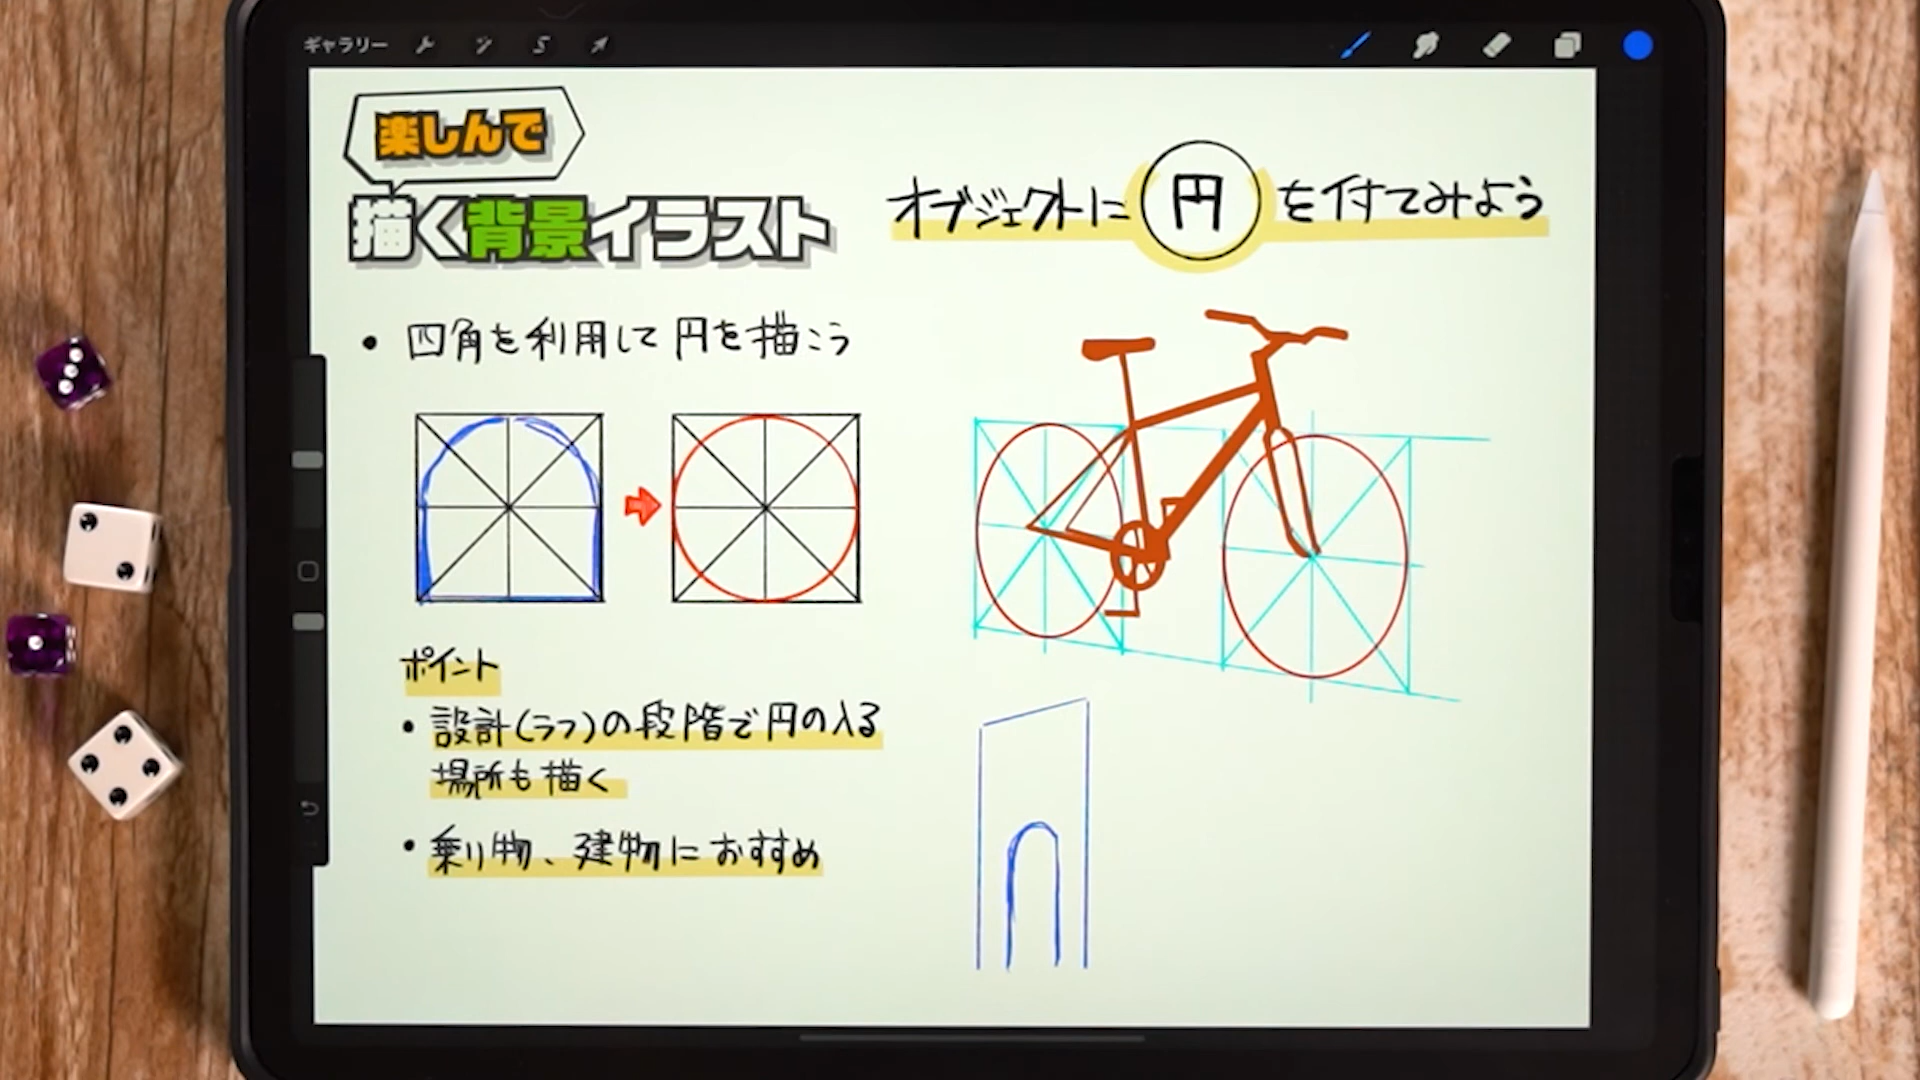 ギャラリー
楽しんで
描く背景イラスト
オブジェクトに円を付てみよう
• 四角を利用して円を描こう
ポイント
• 設計(ラフ)の段階で円の入る
場所も描く
• 乗り物、建物におすすめ